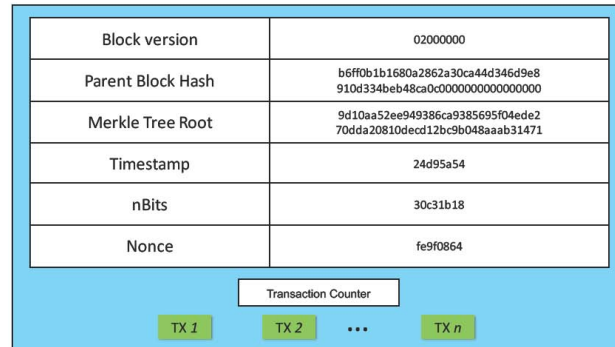 Block version
02000000
Parent Block Hash
b6ff0b1b1680a2862a30ca44d346d9e8
910d334beb48ca0c0000000000000000
Merkle Tree Root
9d10aa52ee949386ca9385695f04ede2
70dda20810decd12bc9b048aaab31471
Timestamp
24d95a54
nBits
30c31b18
Nonce
fe9f0864
Transaction Counter
TX 1 TX 2 ••• TX n